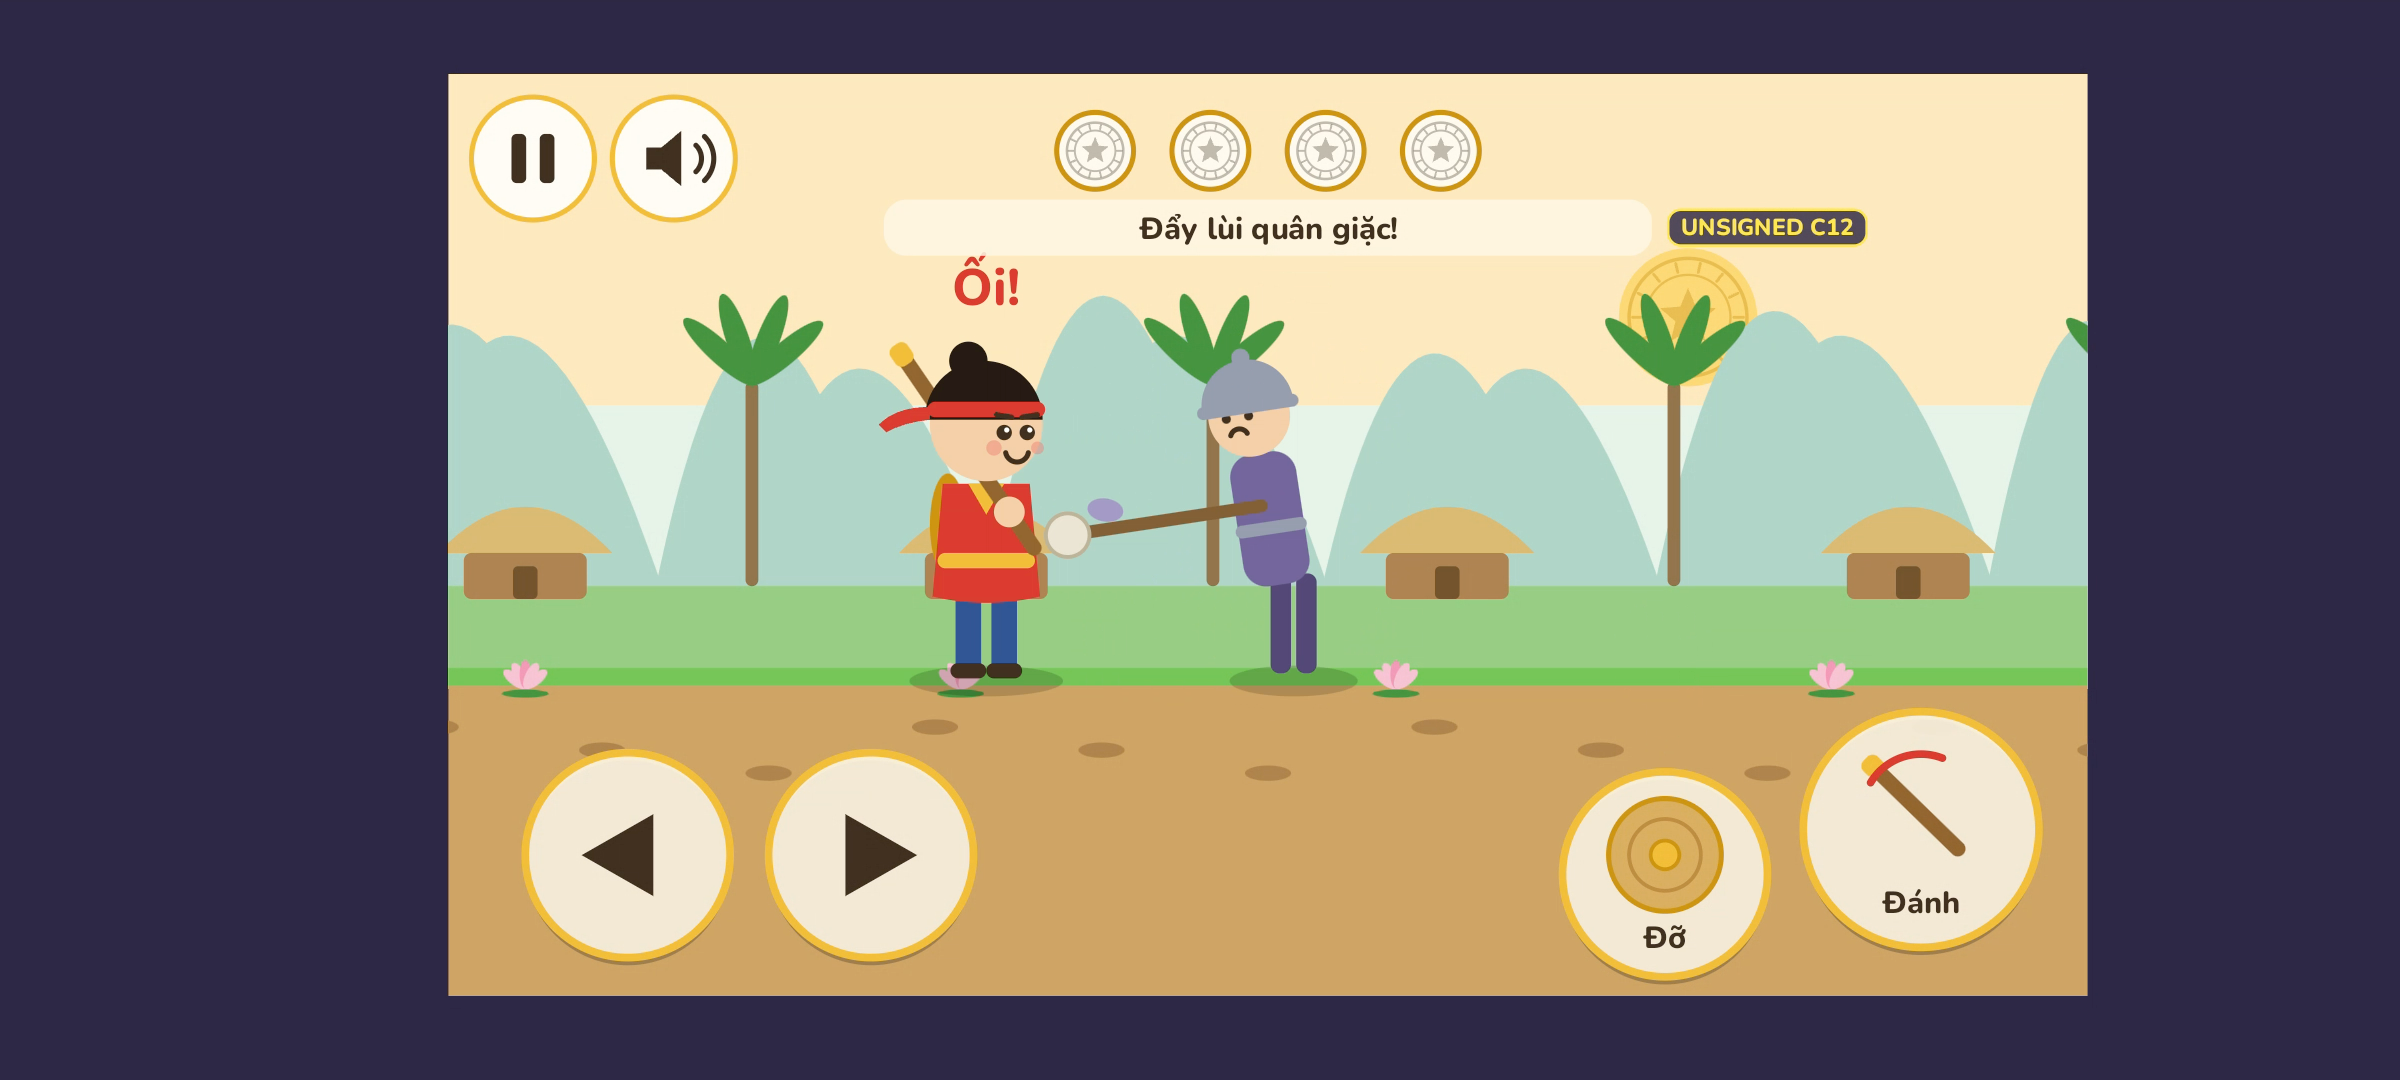 Đẩy lùi quân giặc!
UNSIGNED C12
Ối!
Đỡ
Đánh